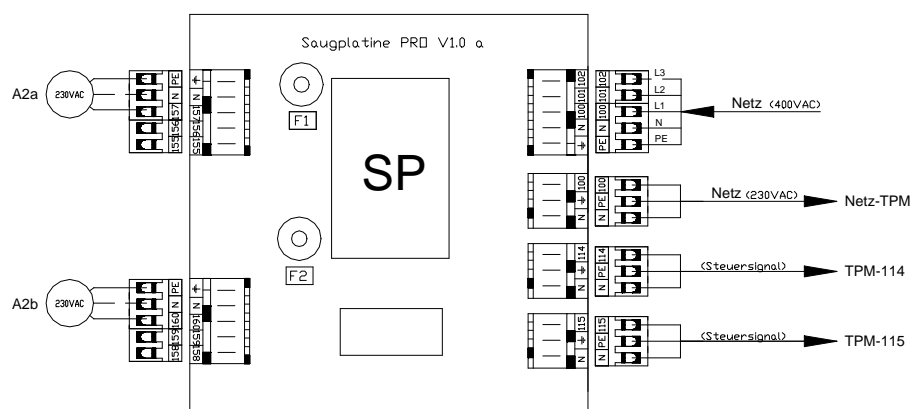 Saugplatine PRO V1.0 a
A2a
230VAC
PE
N
157
156
155
N
157
156
155
F1
SP
F2
A2b
230VAC
PE
N
160
159
158
N
160
159
158
102
101
100
N
102
101
100
N
PE
L3
L2
L1
N
PE
Netz (400VAC)
100
N
100
PE
N
Netz (230VAC)
Netz-TPM
114
N
114
PE
N
(Steuersignal)
TPM-114
115
N
115
PE
N
(Steuersignal)
TPM-115